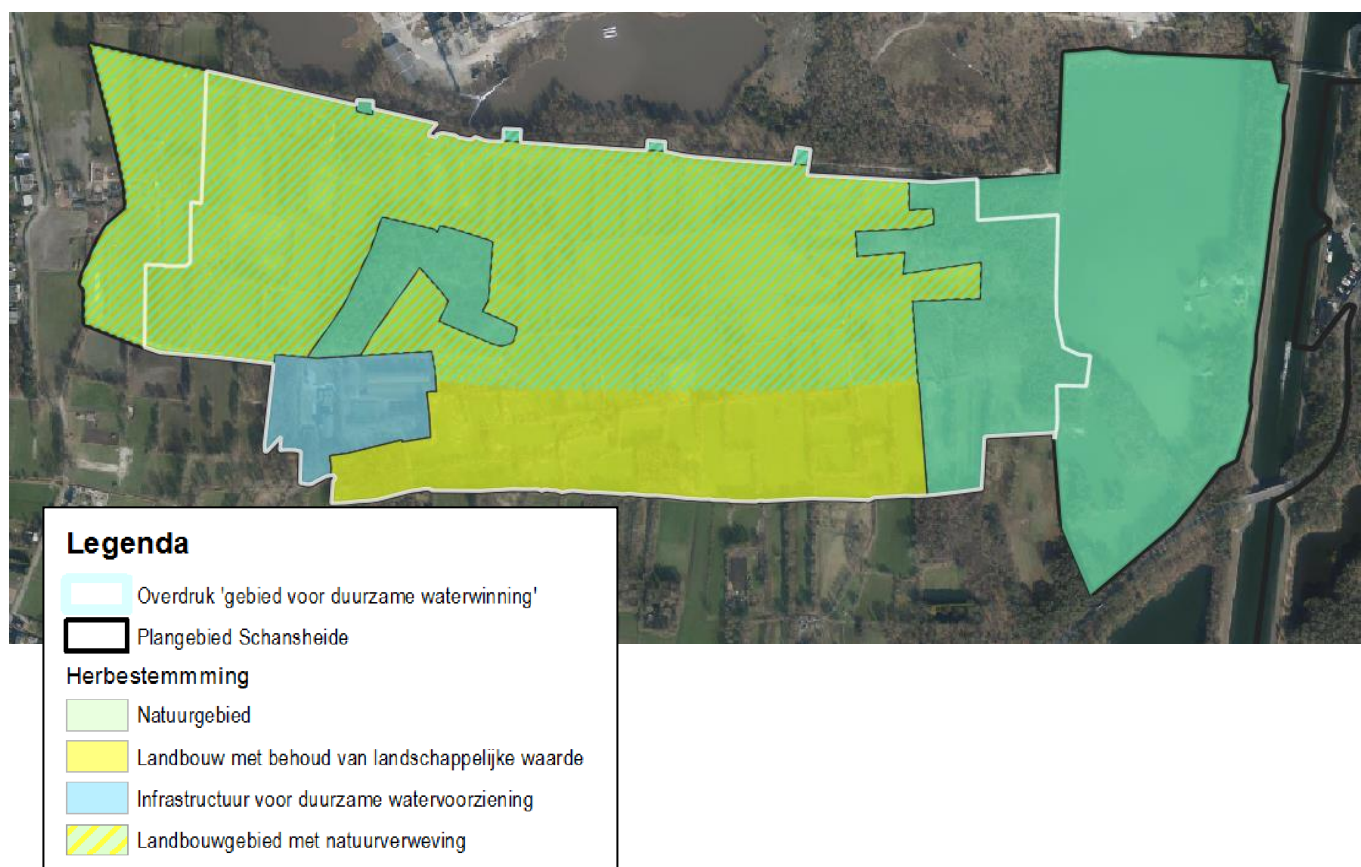 Legenda
Overdruk 'gebied voor duurzame waterwinning'
Plangebied Schansheide
Herbestemmming
Natuurgebied
Landbouw met behoud van landschappelijke waarde
Infrastructuur voor duurzame watervoorziening
Landbouwgebied met natuurverweving